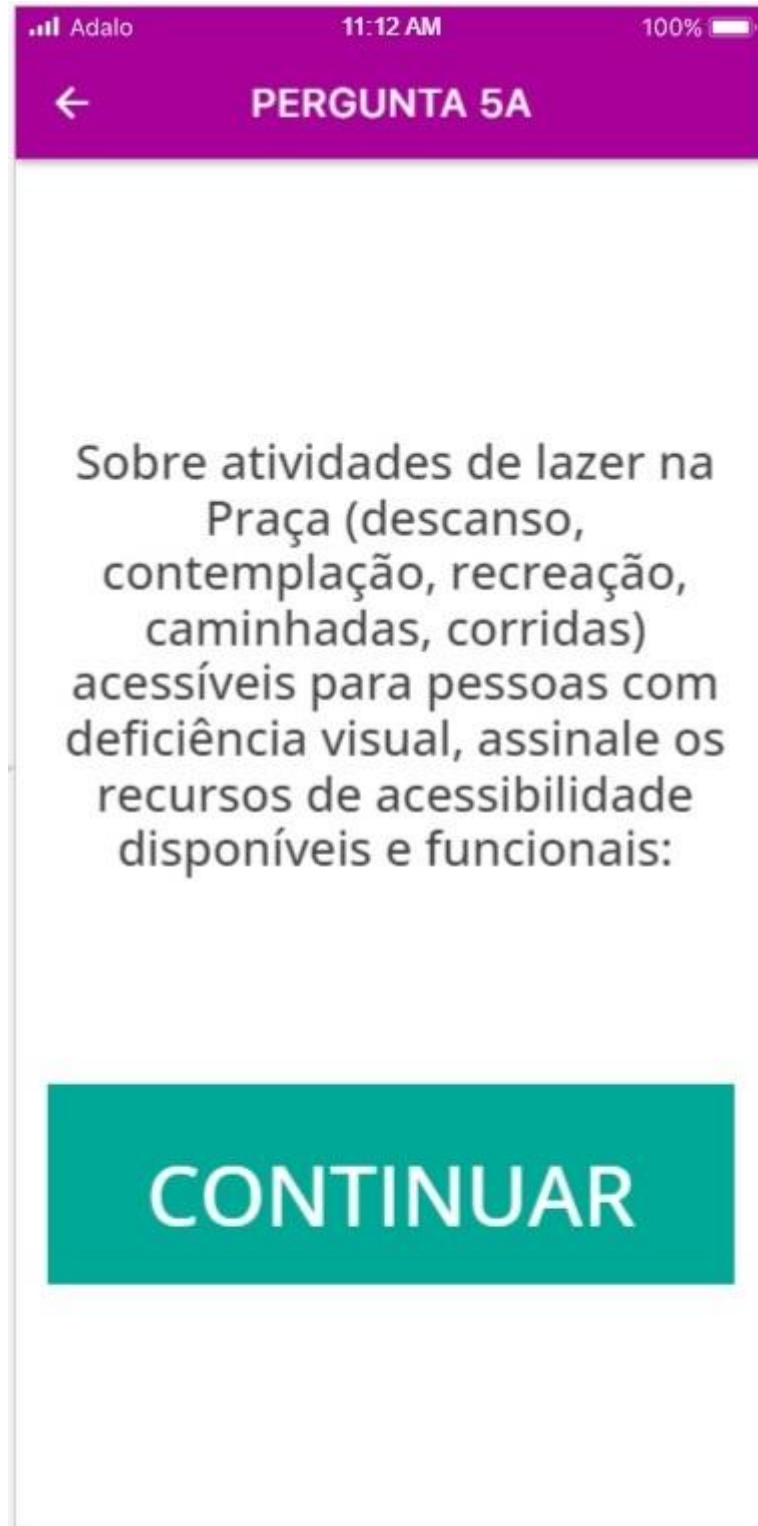 Adalo 11:12 AM 100%
← PERGUNTA 5A
Sobre atividades de lazer na
Praça (descanso,
contemplação, recreação,
caminhadas, corridas)
acessíveis para pessoas com
deficiência visual, assinale os
recursos de acessibilidade
disponíveis e funcionais:
CONTINUAR